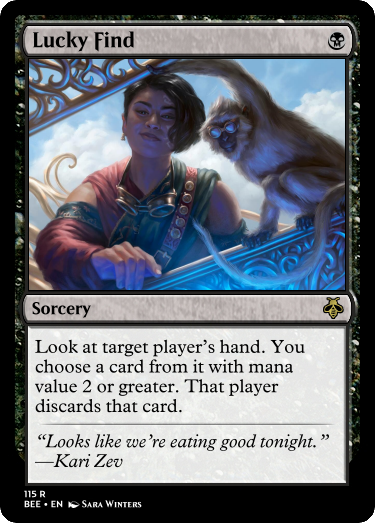 Lucky Find
Sorcery
Look at target player's hand. You
choose a card from it with mana
value 2 or greater. That player
discards that card.
“Looks like we're eating good tonight.”
—Kari Zev
115 R
BEE • EN Sara Winters